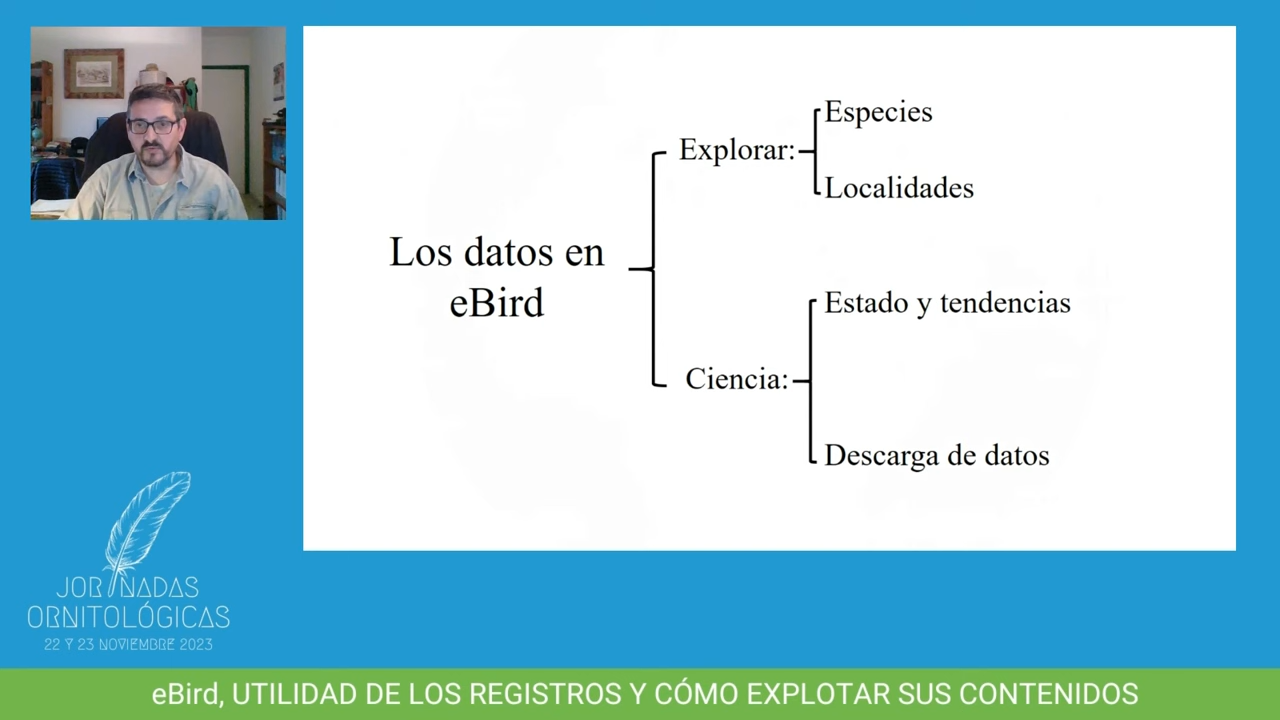 Los datos en
eBird
Explorar:
Especies
Localidades
Ciencia:
Estado y tendencias
Descarga de datos
JORNADAS
ORNITOLÓGICAS
22 Y 23 NOVIEMBRE 2023
eBird, UTILIDAD DE LOS REGISTROS Y CÓMO EXPLOTAR SUS CONTENIDOS